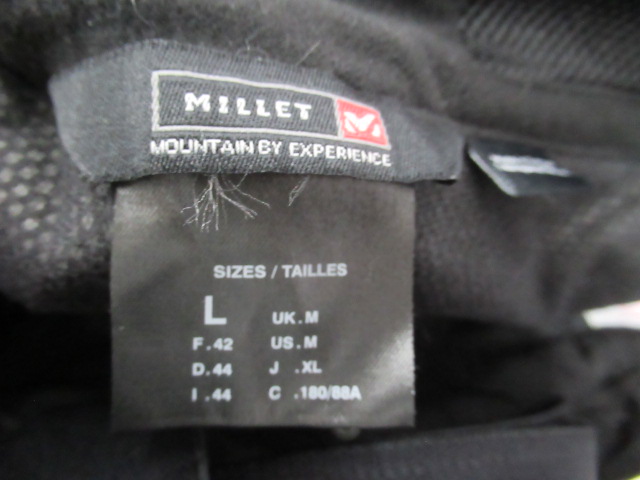 MILLET
MOUNTAIN BY EXPERIENCE
SIZES / TAILLES
L UK.M
F.42 US.M
D.44 J .XL
I .44 C .180/88A